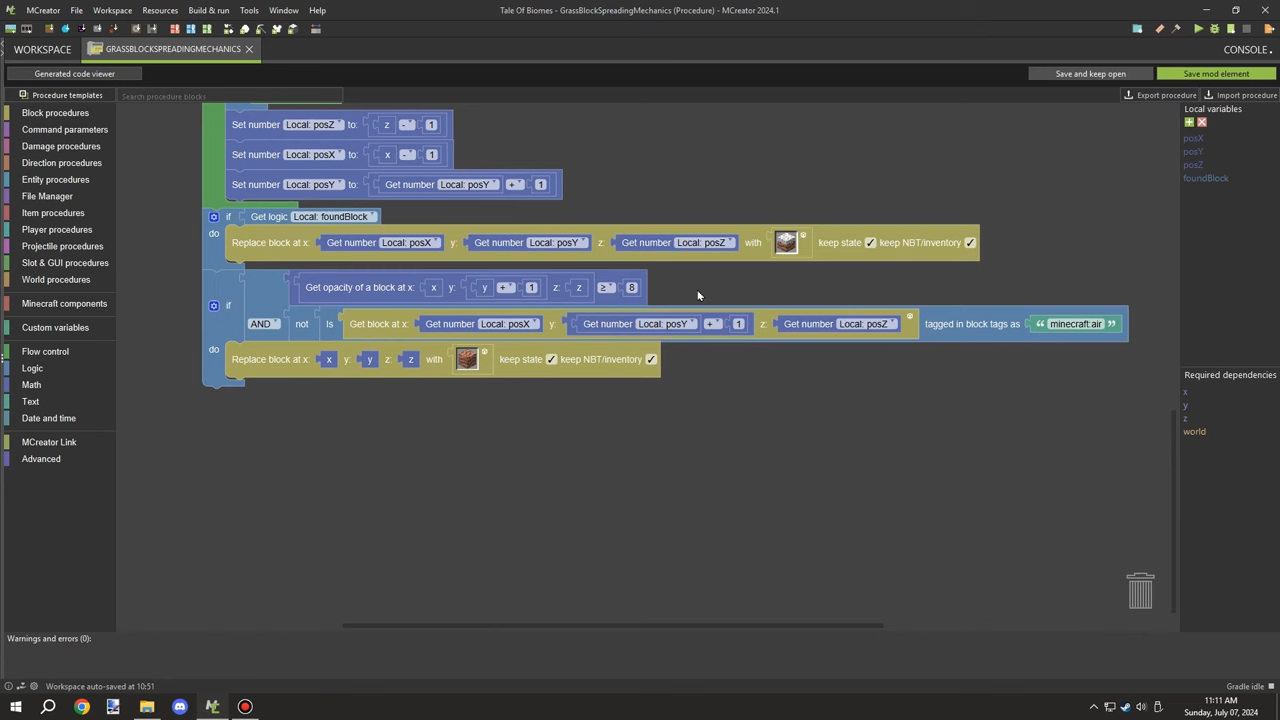 MCreator File Workspace Resources Build & run Tools Window Help Tale Of Biomes - GrassBlockSpreadingMechanics (Procedure) - MCreator 2024.1
WORKSPACE GRASSBLOCKSPREADINGMECHANICS CONSOLE
Generated code viewer Save and keep open Save mod element
Procedure templates Search procedure blocks Export procedure Import procedure
Block procedures
Command parameters
Damage procedures
Direction procedures
Entity procedures
File Manager
Item procedures
Player procedures
Projectile procedures
Slot & GUI procedures
World procedures
Minecraft components
Custom variables
Flow control
Logic
Math
Text
Date and time
MCreator Link
Advanced
Set number Local: posZ to: z - 1
Set number Local: posX to: x - 1
Set number Local: posY to: Get number Local: posY + 1
if Get logic Local: foundBlock
do Replace block at x: Get number Local: posX y: Get number Local: posY z: Get number Local: posZ with keep state ✓ keep NBT/inventory ✓
Get opacity of a block at x: x y: y + 1 z: z ≥ 8
if
AND not Is Get block at x: Get number Local: posX y: Get number Local: posY + 1 z: Get number Local: posZ tagged in block tags as “ minecraft:air ”
do Replace block at x: x y: y z: z with keep state ✓ keep NBT/inventory ✓
Local variables
posX
posY
posZ
foundBlock
Required dependencies
x
y
z
world
Warnings and errors (0):
Workspace auto-saved at 10:51 Gradle idle
11:11 AM
Sunday, July 07, 2024